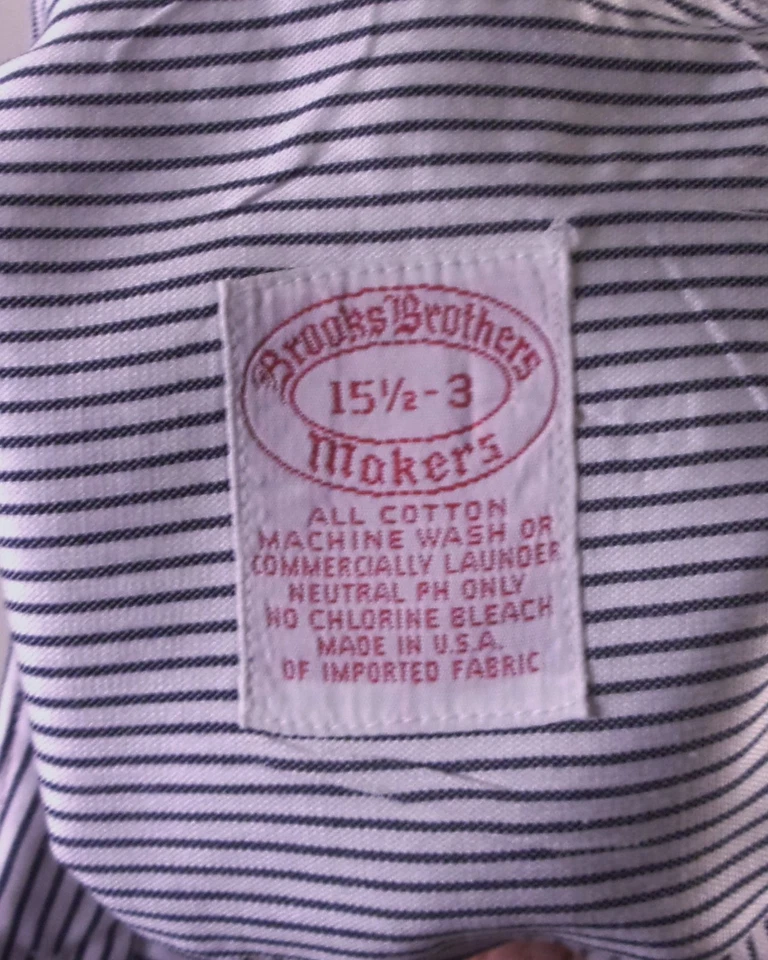 Brooks Brothers
15½-3
Makers
ALL COTTON
MACHINE WASH OR
COMMERCIALLY LAUNDER
NEUTRAL PH ONLY
NO CHLORINE BLEACH
MADE IN U.S.A.
OF IMPORTED FABRIC